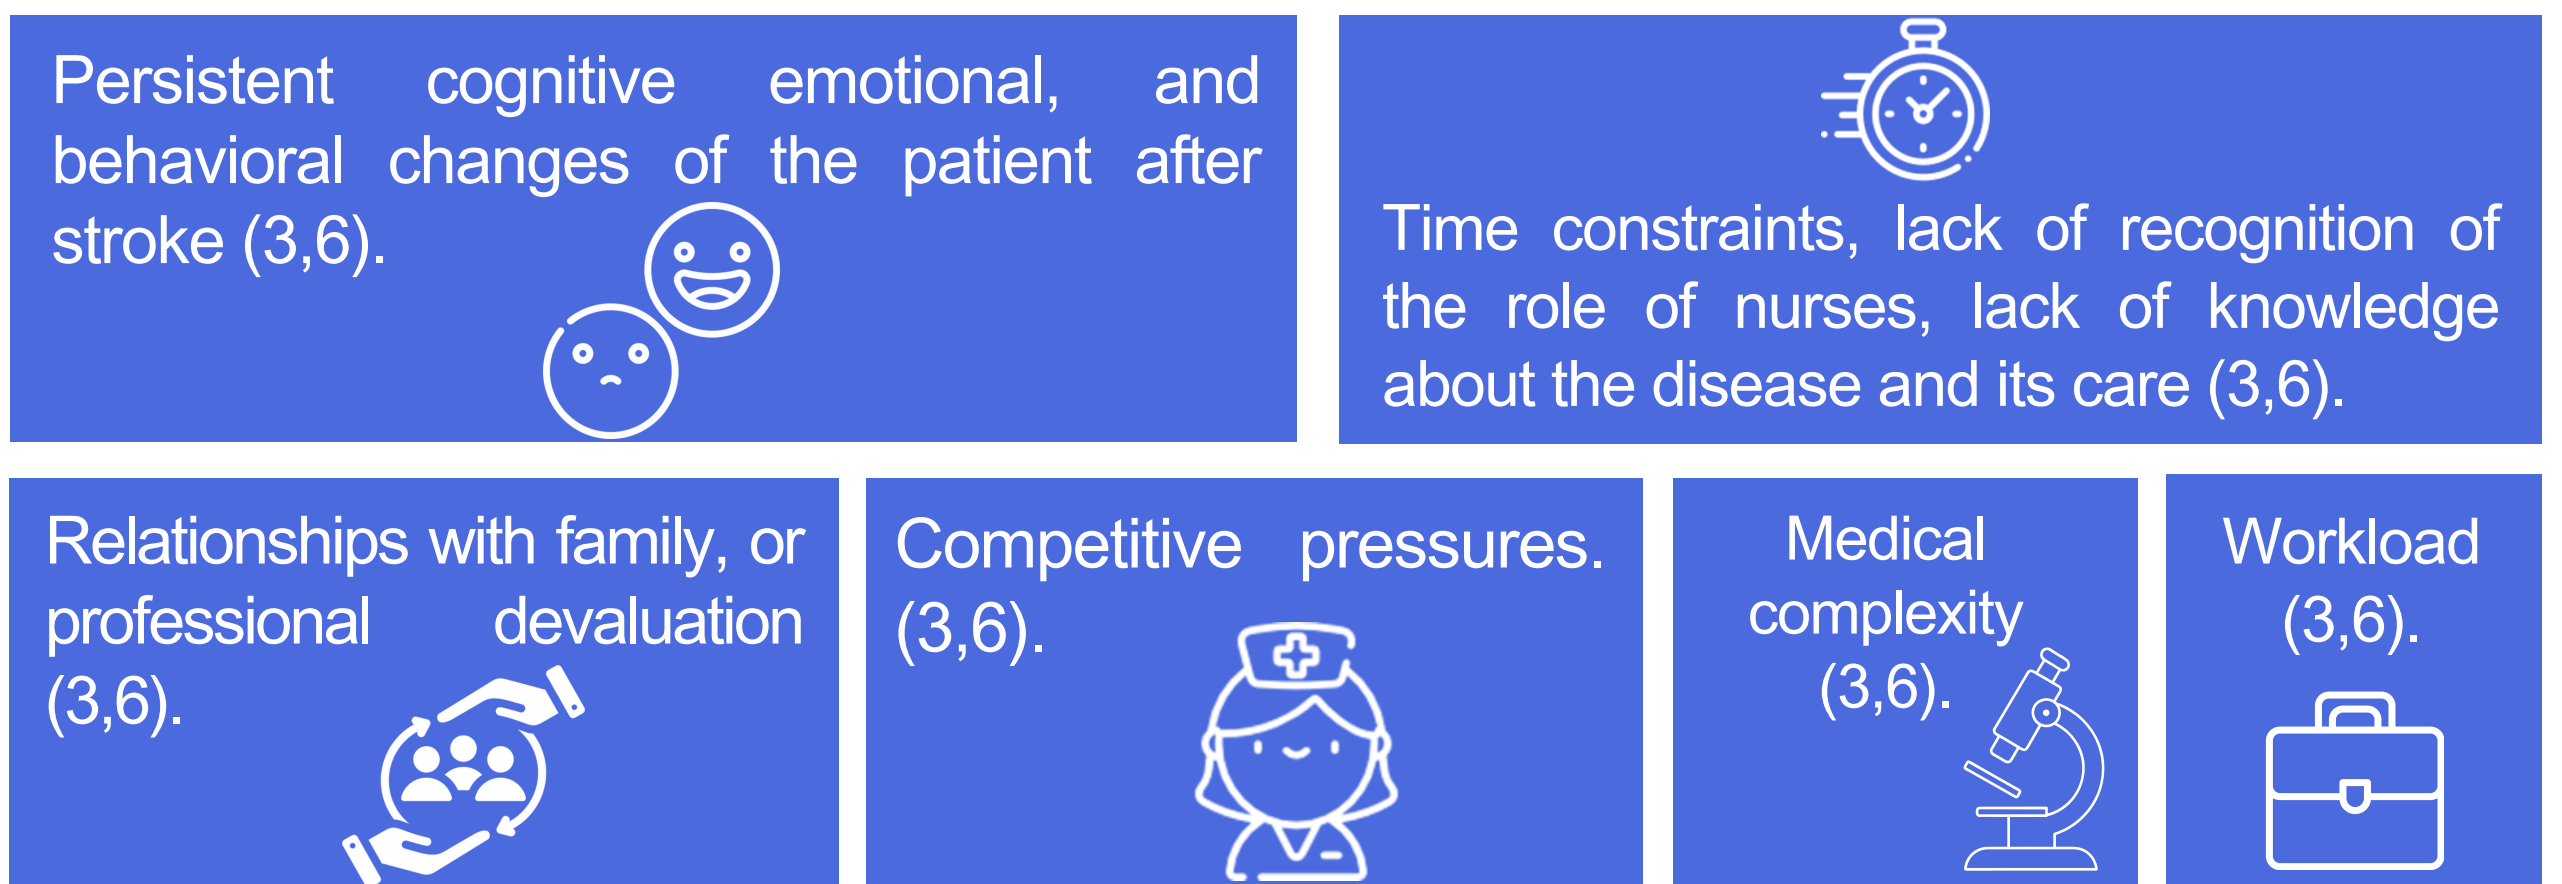 Persistent cognitive emotional, and
behavioral changes of the patient after
stroke (3,6).
Time constraints, lack of recognition of
the role of nurses, lack of knowledge
about the disease and its care (3,6).
Relationships with family, or
professional devaluation
(3,6).
Competitive pressures.
(3,6).
Medical
complexity
(3,6).
Workload
(3,6).